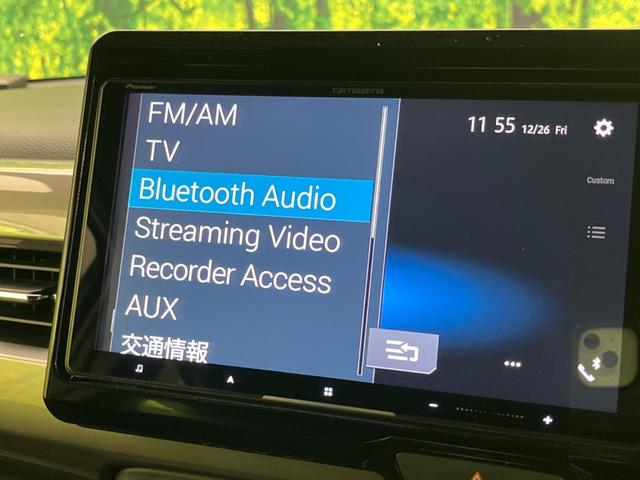 Pioneer
carrozzeria
FM/AM
TV
Bluetooth Audio
Streaming Video
Recorder Access
AUX
交通情報
11 55 12/26 Fri
Custom
A